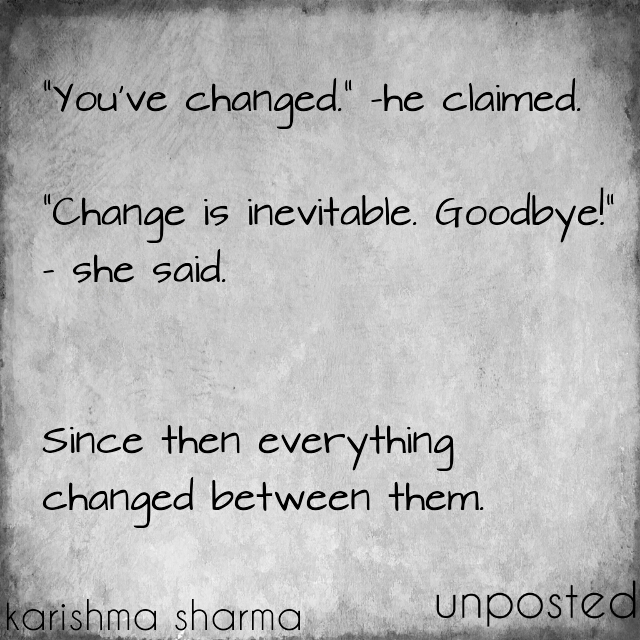 "You've changed." -he claimed.
"Change is inevitable. Goodbye!"
- she said.
Since then everything
changed between them.
karishma sharma
unposted